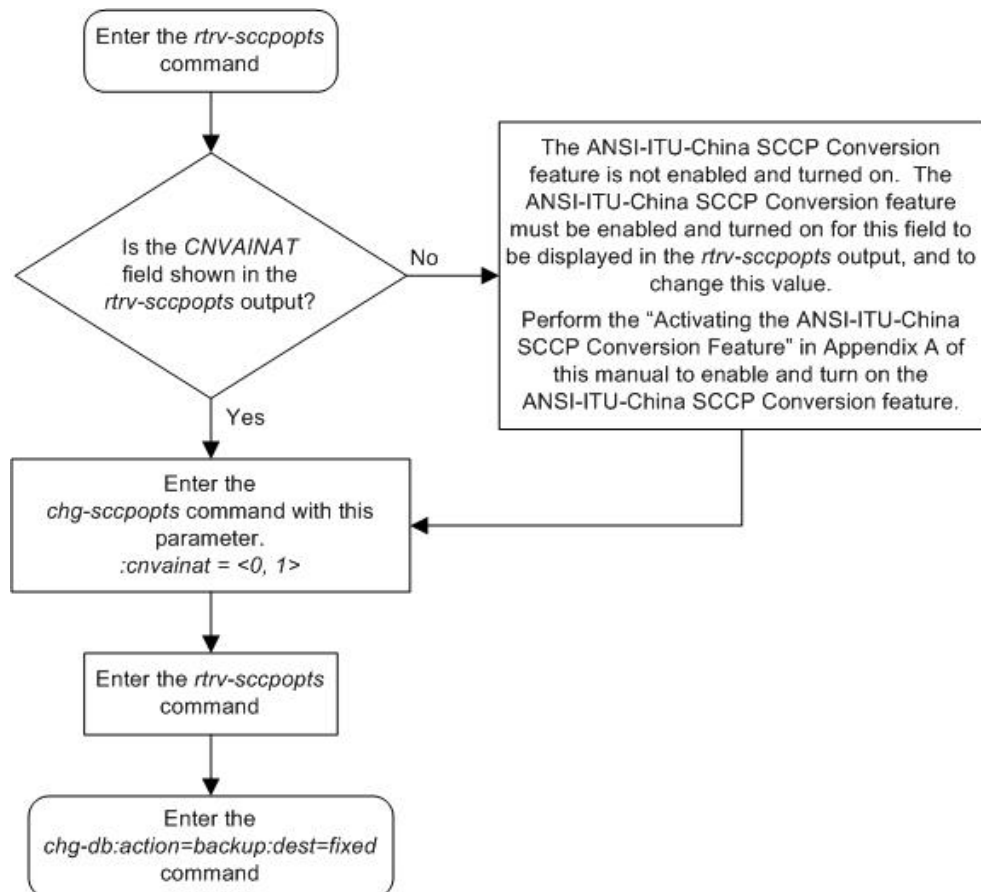 Enter the rtrv-sccpopts
command
Is the CNVAINAT
field shown in the
rtrv-sccpopts output?
No
The ANSI-ITU-China SCCP Conversion
feature is not enabled and turned on. The
ANSI-ITU-China SCCP Conversion feature
must be enabled and turned on for this field to
be displayed in the rtrv-sccpopts output, and to
change this value.
Perform the “Activating the ANSI-ITU-China
SCCP Conversion Feature” in Appendix A of
this manual to enable and turn on the
ANSI-ITU-China SCCP Conversion feature.
Yes
Enter the
chg-sccpopts command with this
parameter.
:cnvainat = <0, 1>
Enter the rtrv-sccpopts
command
Enter the
chg-db:action=backup:dest=fixed
command